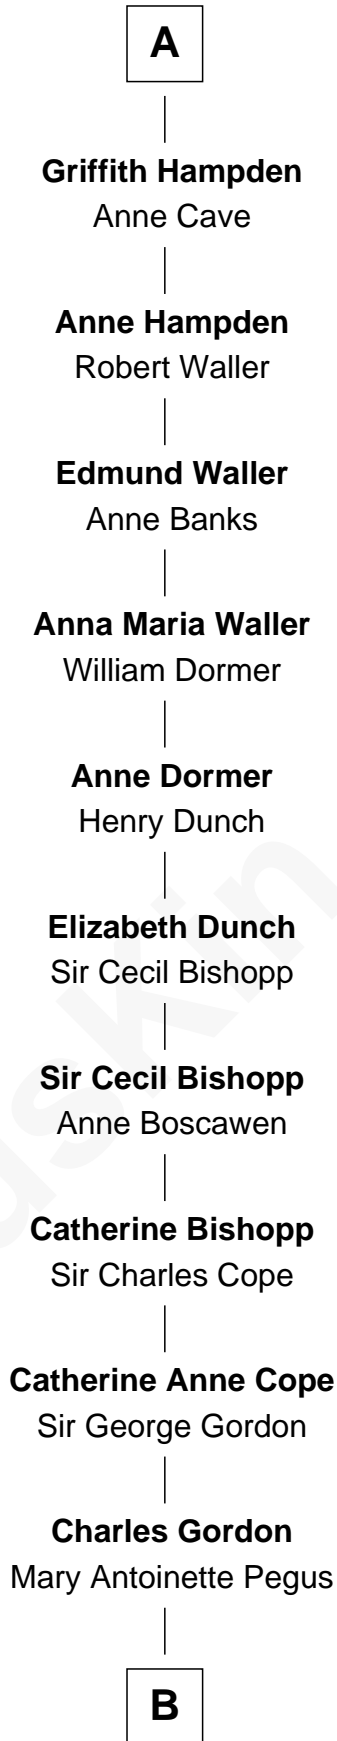 A
Griffith Hampden
Anne Cave
Anne Hampden
Robert Waller
Edmund Waller
Anne Banks
Anna Maria Waller
William Dormer
Anne Dormer
Henry Dunch
Elizabeth Dunch
Sir Cecil Bishopp
Sir Cecil Bishopp
Anne Boscawen
Catherine Bishopp
Sir Charles Cope
Catherine Anne Cope
Sir George Gordon
Charles Gordon
Mary Antoinette Pegus
B